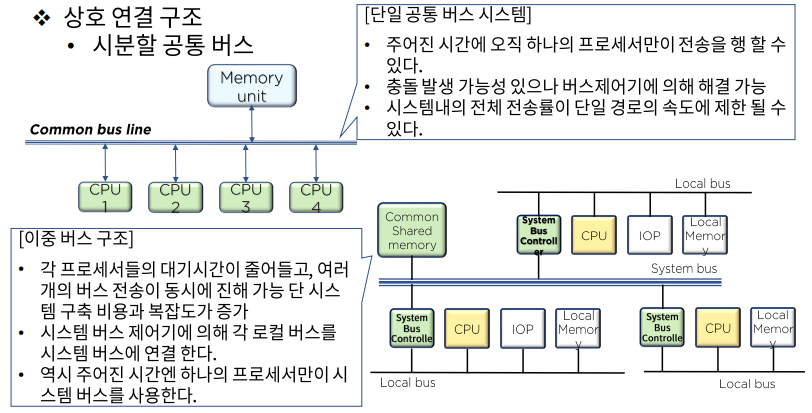 ❖ 상호 연결 구조
• 시분할 공통 버스
[단일 공통 버스 시스템]
• 주어진 시간에 오직 하나의 프로세서만이 전송을 행 할 수
있다.
• 충돌 발생 가능성 있으나 버스제어기에 의해 해결 가능
• 시스템내의 전체 전송률이 단일 경로의 속도에 제한 될 수
있다.
Memory
unit
Common bus line
CPU
1
CPU
2
CPU
3
CPU
4
[이중 버스 구조]
• 각 프로세서들의 대기시간이 줄어들고, 여러
개의 버스 전송이 동시에 진해 가능 단 시스
템 구축 비용과 복잡도가 증가
• 시스템 버스 제어기에 의해 각 로컬 버스를
시스템 버스에 연결 한다.
• 역시 주어진 시간엔 하나의 프로세서만이 시
스템 버스를 사용한다.
Local bus
Common
Shared
memory
System
Bus
Controll
er
CPU
IOP
Local
Memor
y
System bus
System
Bus
Controlle
CPU
IOP
Local
Memor
y
Local bus
System
Bus
Controlle
CPU
Local
Memor
y
Local bus